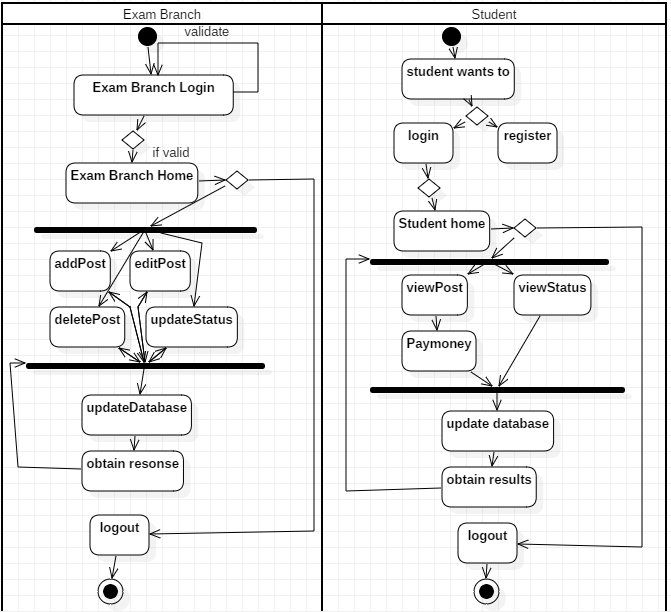 Exam Branch
Student
validate
Exam Branch Login
student wants to
login
register
if valid
Exam Branch Home
Student home
addPost
editPost
viewPost
viewStatus
deletePost
updateStatus
Paymoney
updateDatabase
update database
obtain resonse
obtain results
logout
logout